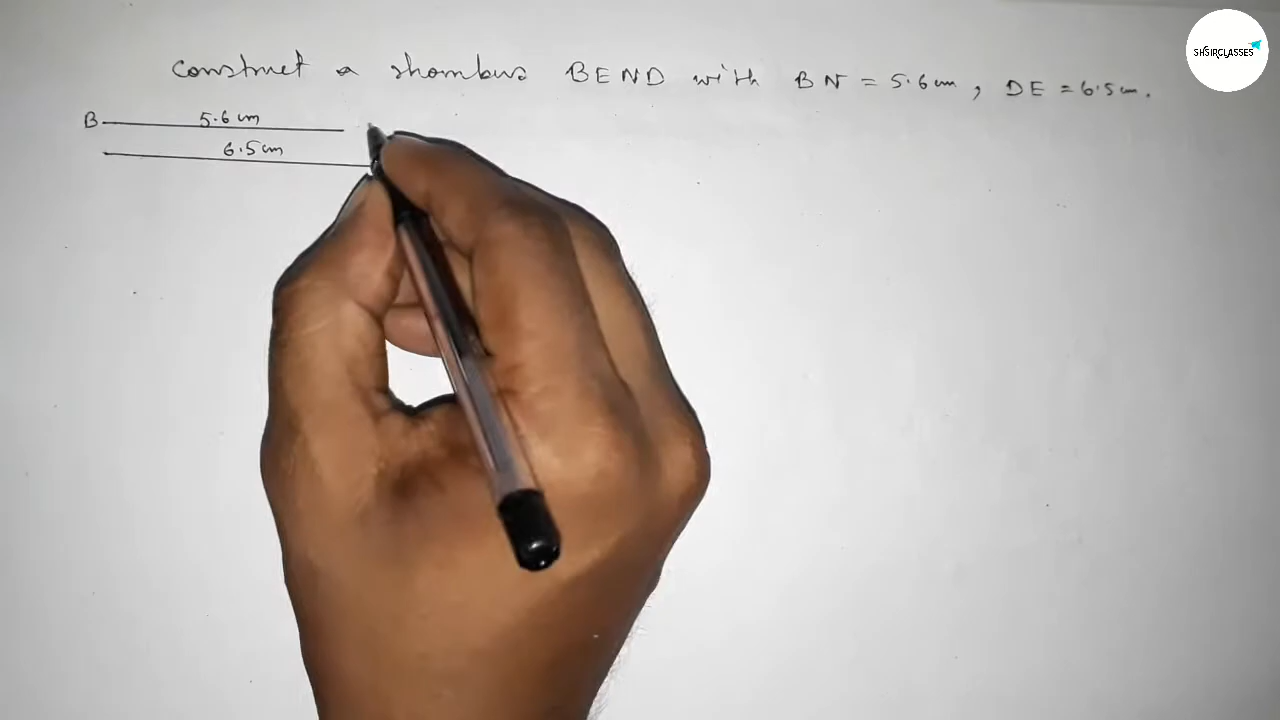 construct a rhombus BEND with BN = 5.6 cm, DE = 6.5 cm.
B 5.6 cm
6.5 cm
SHSIRCLASSES